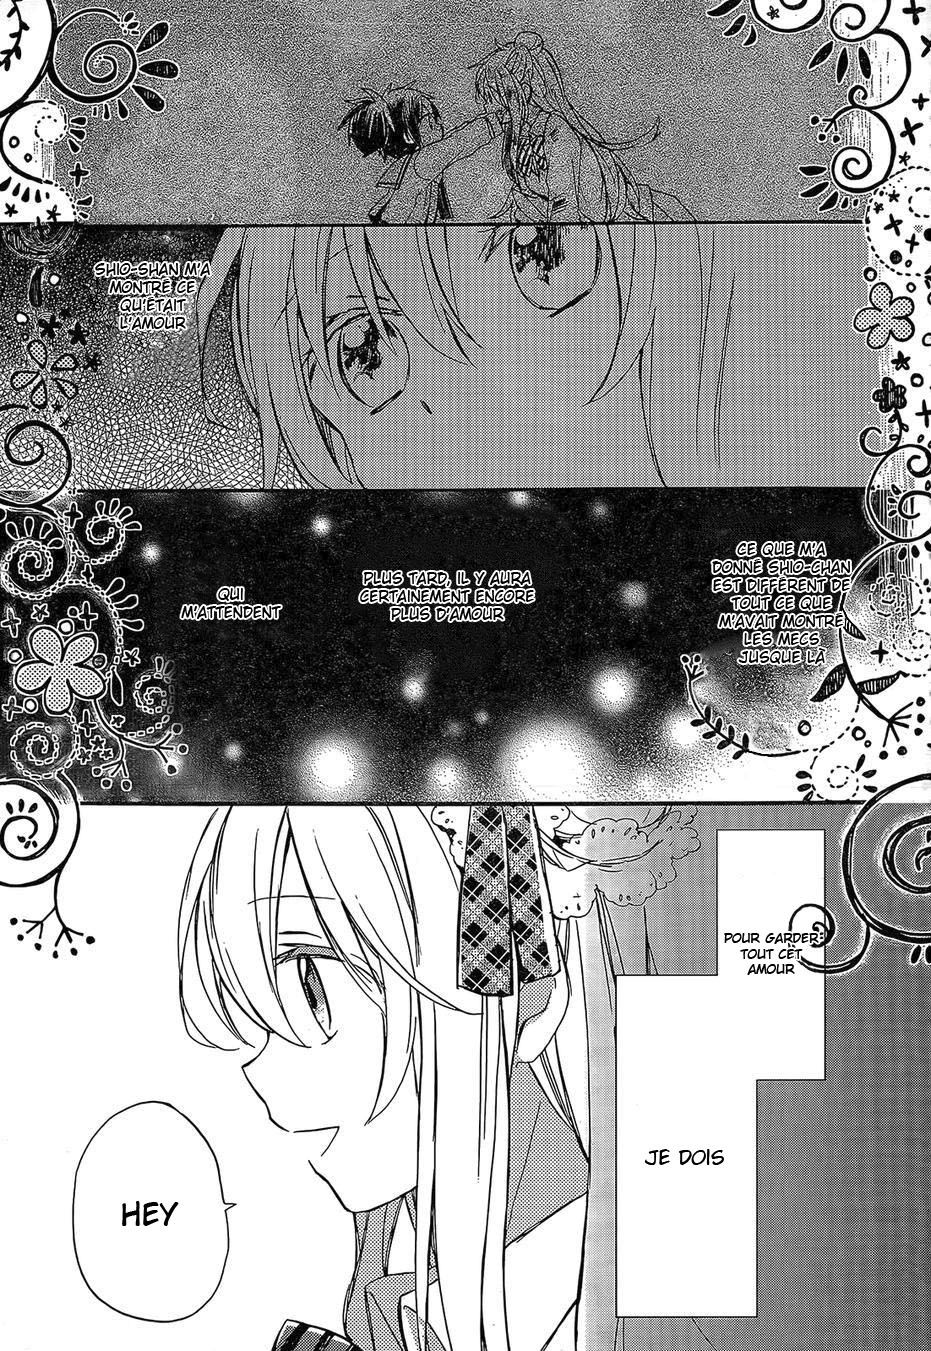 SHIO-SHAN M'A
MONTRÉ CE
QU'ÉTAIT
L'AMOUR
CE QUE M'A
DONNÉ SHIO-CHAN
EST DIFFÉRENT DE
TOUT CE QUE
M'AVAIT MONTRÉ
LES MECS
JUSQUE LÀ
PLUS TARD, IL Y AURA
CERTAINEMENT ENCORE
PLUS D'AMOUR
QUI
M'ATTENDENT
POUR GARDER
TOUT CET
AMOUR
JE DOIS
HEY